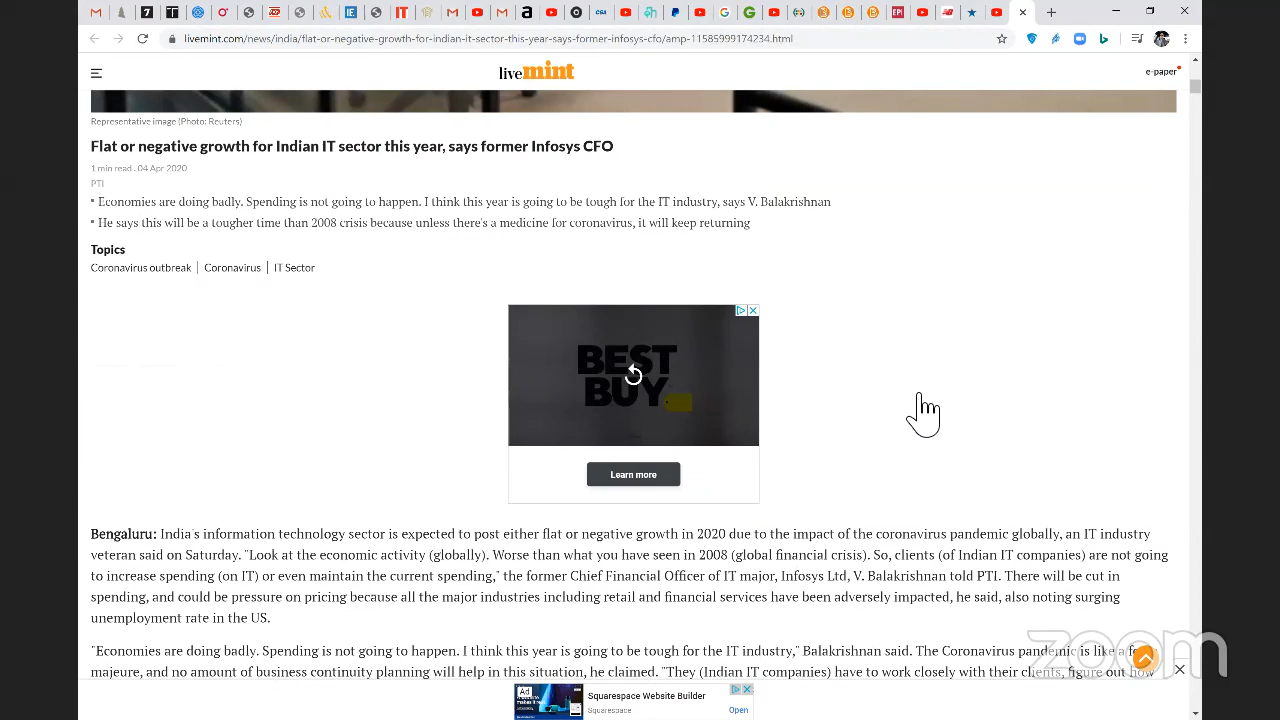 livemint.com/news/india/flat-or-negative-growth-for-indian-it-sector-this-year-says-former-infosys-cfo/amp-11585999174234.html
livemint
e-paper
Representative image (Photo: Reuters)
Flat or negative growth for Indian IT sector this year, says former Infosys CFO
1 min read . 04 Apr 2020
PTI
Economies are doing badly. Spending is not going to happen. I think this year is going to be tough for the IT industry, says V. Balakrishnan
He says this will be a tougher time than 2008 crisis because unless there's a medicine for coronavirus, it will keep returning
Topics
Coronavirus outbreak | Coronavirus | IT Sector
BEST
BUY
Learn more
Bengaluru: India's information technology sector is expected to post either flat or negative growth in 2020 due to the impact of the coronavirus pandemic globally, an IT industry
veteran said on Saturday. "Look at the economic activity (globally). Worse than what you have seen in 2008 (global financial crisis). So, clients (of Indian IT companies) are not going
to increase spending (on IT) or even maintain the current spending," the former Chief Financial Officer of IT major, Infosys Ltd, V. Balakrishnan told PTI. There will be cut in
spending, and could be pressure on pricing because all the major industries including retail and financial services have been adversely impacted, he said, also noting surging
unemployment rate in the US.
"Economies are doing badly. Spending is not going to happen. I think this year is going to be tough for the IT industry," Balakrishnan said. The Coronavirus pandemic is like a
majeure, and no amount of business continuity planning will help in this situation, he claimed. "They (Indian IT companies) have to work closely with their clients, figure out how
zoom
Ad
Squarespace Website Builder
Squarespace
Open